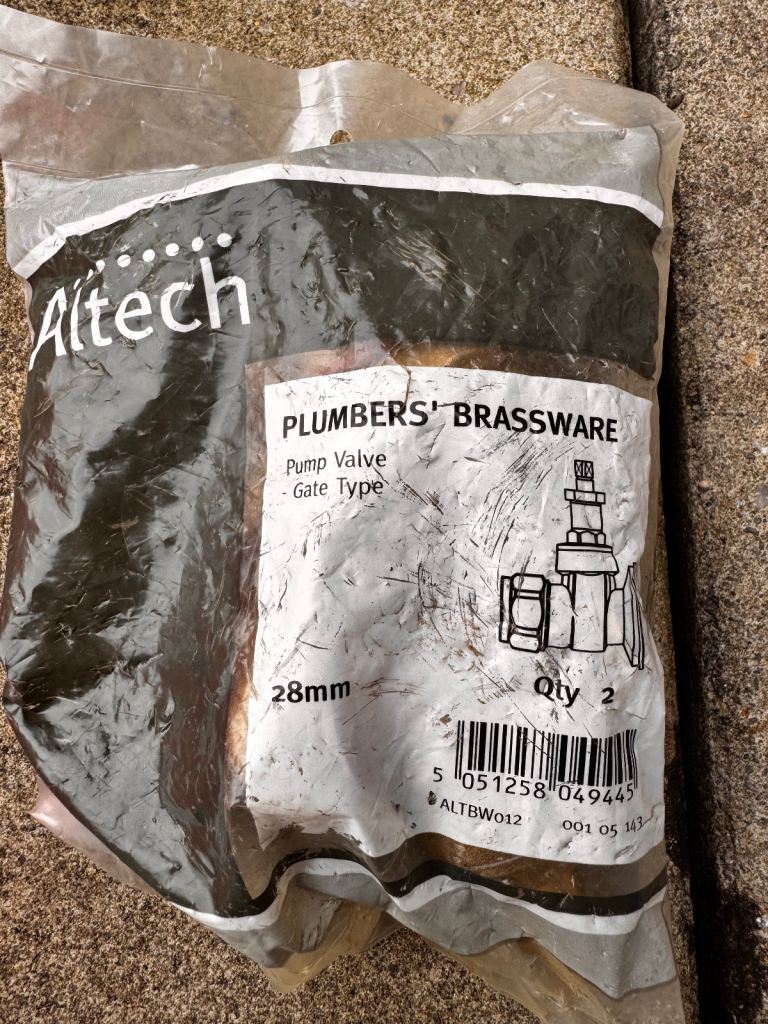 Altech
PLUMBERS' BRASSWARE
Pump Valve
- Gate Type
28mm
Qty 2
5 051258 049445
ALTBW012 001 05 143